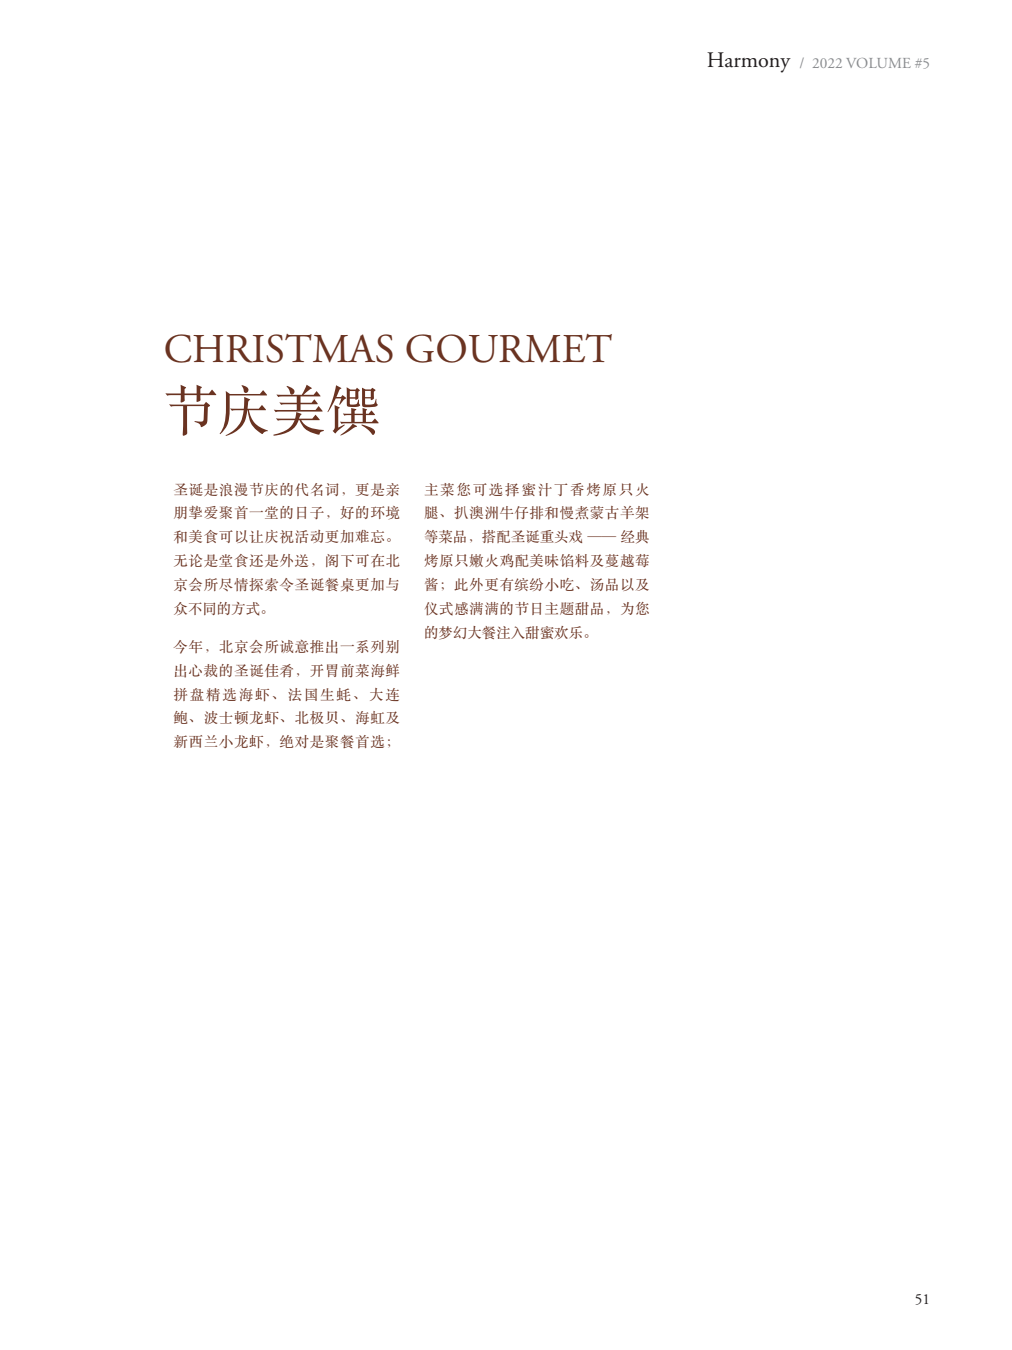 Harmony / 2022 VOLUME #5
CHRISTMAS GOURMET
节庆美馔
圣诞是浪漫节庆的代名词，更是亲
朋挚爱聚首一堂的日子，好的环境
和美食可以让庆祝活动更加难忘。
无论是堂食还是外送，阁下可在北
京会所尽情探索令圣诞餐桌更加与
众不同的方式。
今年，北京会所诚意推出一系列别
出心裁的圣诞佳肴，开胃前菜海鲜
拼盘精选海虾、法国生蚝、大连
鲍、波士顿龙虾、北极贝、海虹及
新西兰小龙虾，绝对是聚餐首选；
主菜您可选择蜜汁丁香烤原只火
腿、扒澳洲牛仔排和慢煮蒙古羊架
等菜品，搭配圣诞重头戏 —— 经典
烤原只嫩火鸡配美味馅料及蔓越莓
酱；此外更有缤纷小吃、汤品以及
仪式感满满的节日主题甜品，为您
的梦幻大餐注入甜蜜欢乐。
51